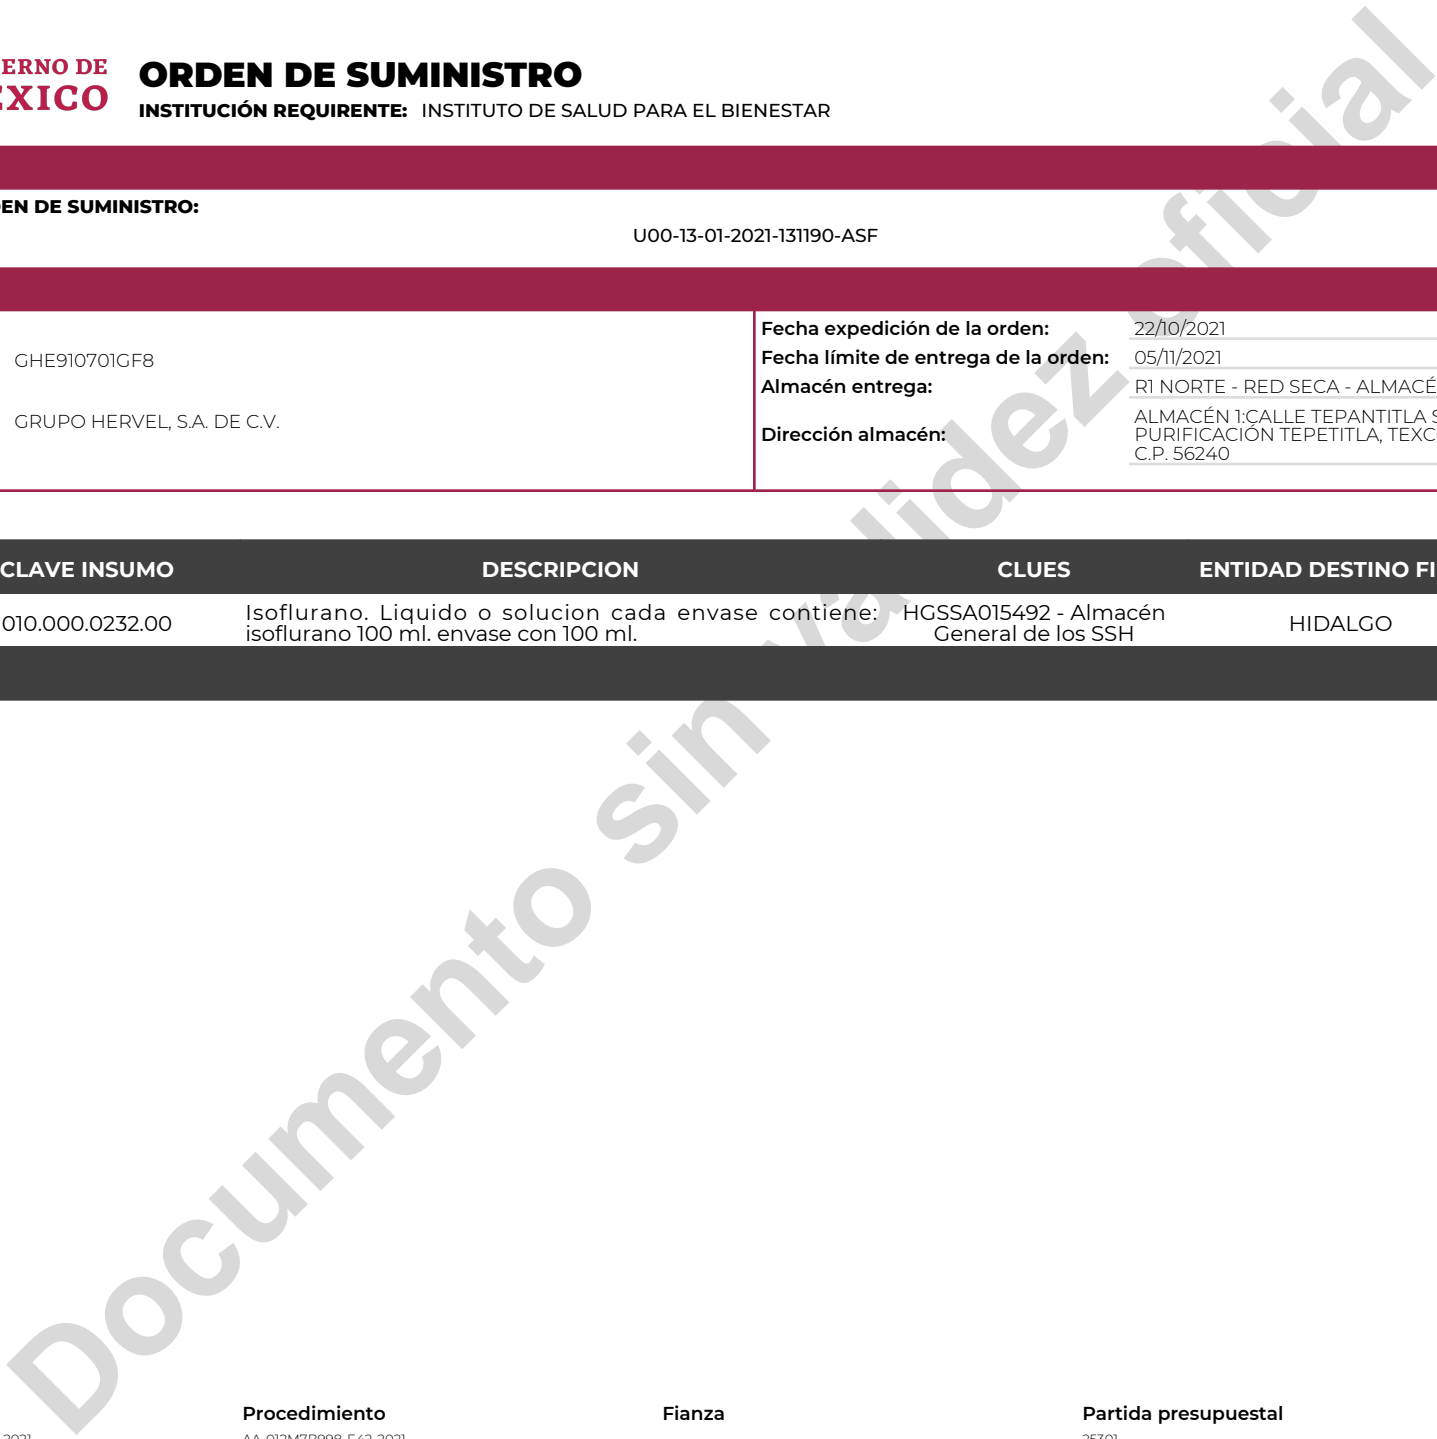 ERNO DE
EXICO
ORDEN DE SUMINISTRO
INSTITUCIÓN REQUIRENTE: INSTITUTO DE SALUD PARA EL BIENESTAR
EN DE SUMINISTRO:
U00-13-01-2021-131190-ASF
GHE910701GF8
GRUPO HERVEL, S.A. DE C.V.
Fecha expedición de la orden: 22/10/2021
Fecha límite de entrega de la orden: 05/11/2021
Almacén entrega: R1 NORTE - RED SECA - ALMACÉ
Dirección almacén: ALMACÉN 1:CALLE TEPANTITLA S
PURIFICACIÓN TEPETITLA, TEXC
C.P. 56240
CLAVE INSUMO DESCRIPCION CLUES ENTIDAD DESTINO FI
010.000.0232.00 Isoflurano. Liquido o solucion cada envase contiene: HGSSA015492 - Almacén HIDALGO
isoflurano 100 ml. envase con 100 ml. General de los SSH
Documento sin validez oficial
Procedimiento Fianza Partida presupuestal